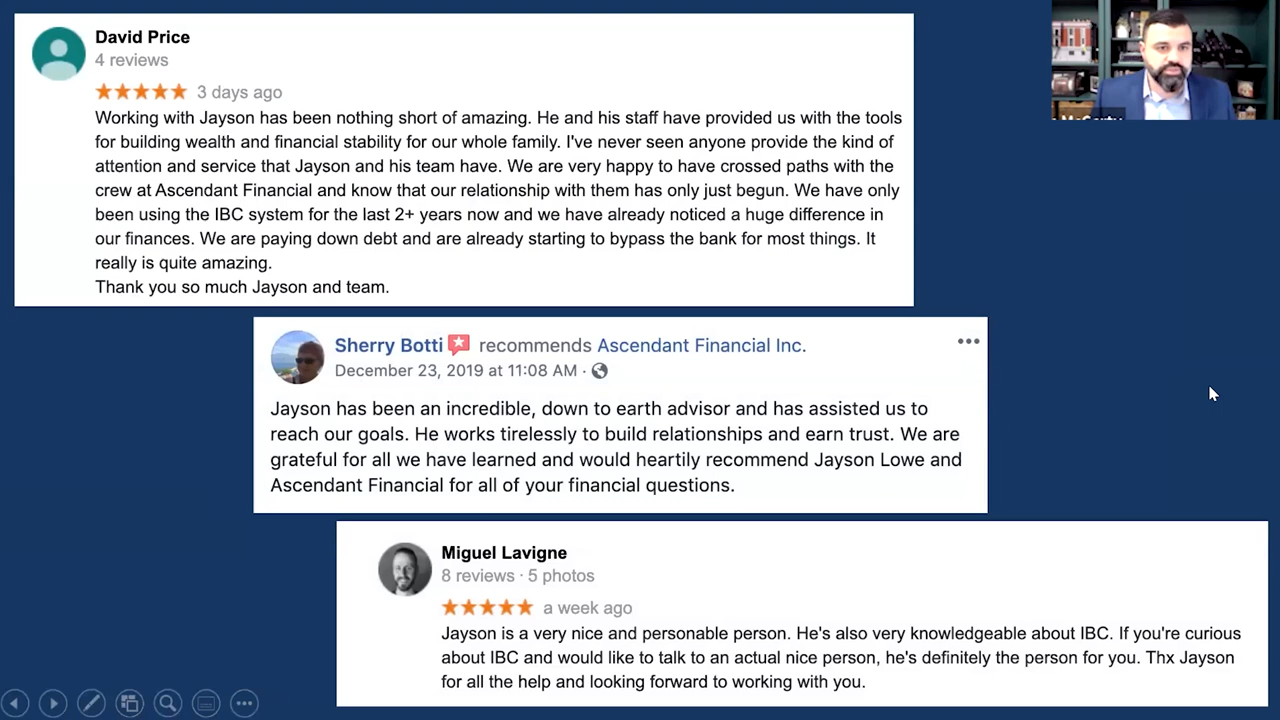 David Price
4 reviews
3 days ago
Working with Jayson has been nothing short of amazing. He and his staff have provided us with the tools
for building wealth and financial stability for our whole family. I've never seen anyone provide the kind of
attention and service that Jayson and his team have. We are very happy to have crossed paths with the
crew at Ascendant Financial and know that our relationship with them has only just begun. We have only
been using the IBC system for the last 2+ years now and we have already noticed a huge difference in
our finances. We are paying down debt and are already starting to bypass the bank for most things. It
really is quite amazing.
Thank you so much Jayson and team.
Sherry Botti recommends Ascendant Financial Inc.
December 23, 2019 at 11:08 AM ·
Jayson has been an incredible, down to earth advisor and has assisted us to
reach our goals. He works tirelessly to build relationships and earn trust. We are
grateful for all we have learned and would heartily recommend Jayson Lowe and
Ascendant Financial for all of your financial questions.
Miguel Lavigne
8 reviews · 5 photos
a week ago
Jayson is a very nice and personable person. He's also very knowledgeable about IBC. If you're curious
about IBC and would like to talk to an actual nice person, he's definitely the person for you. Thx Jayson
for all the help and looking forward to working with you.